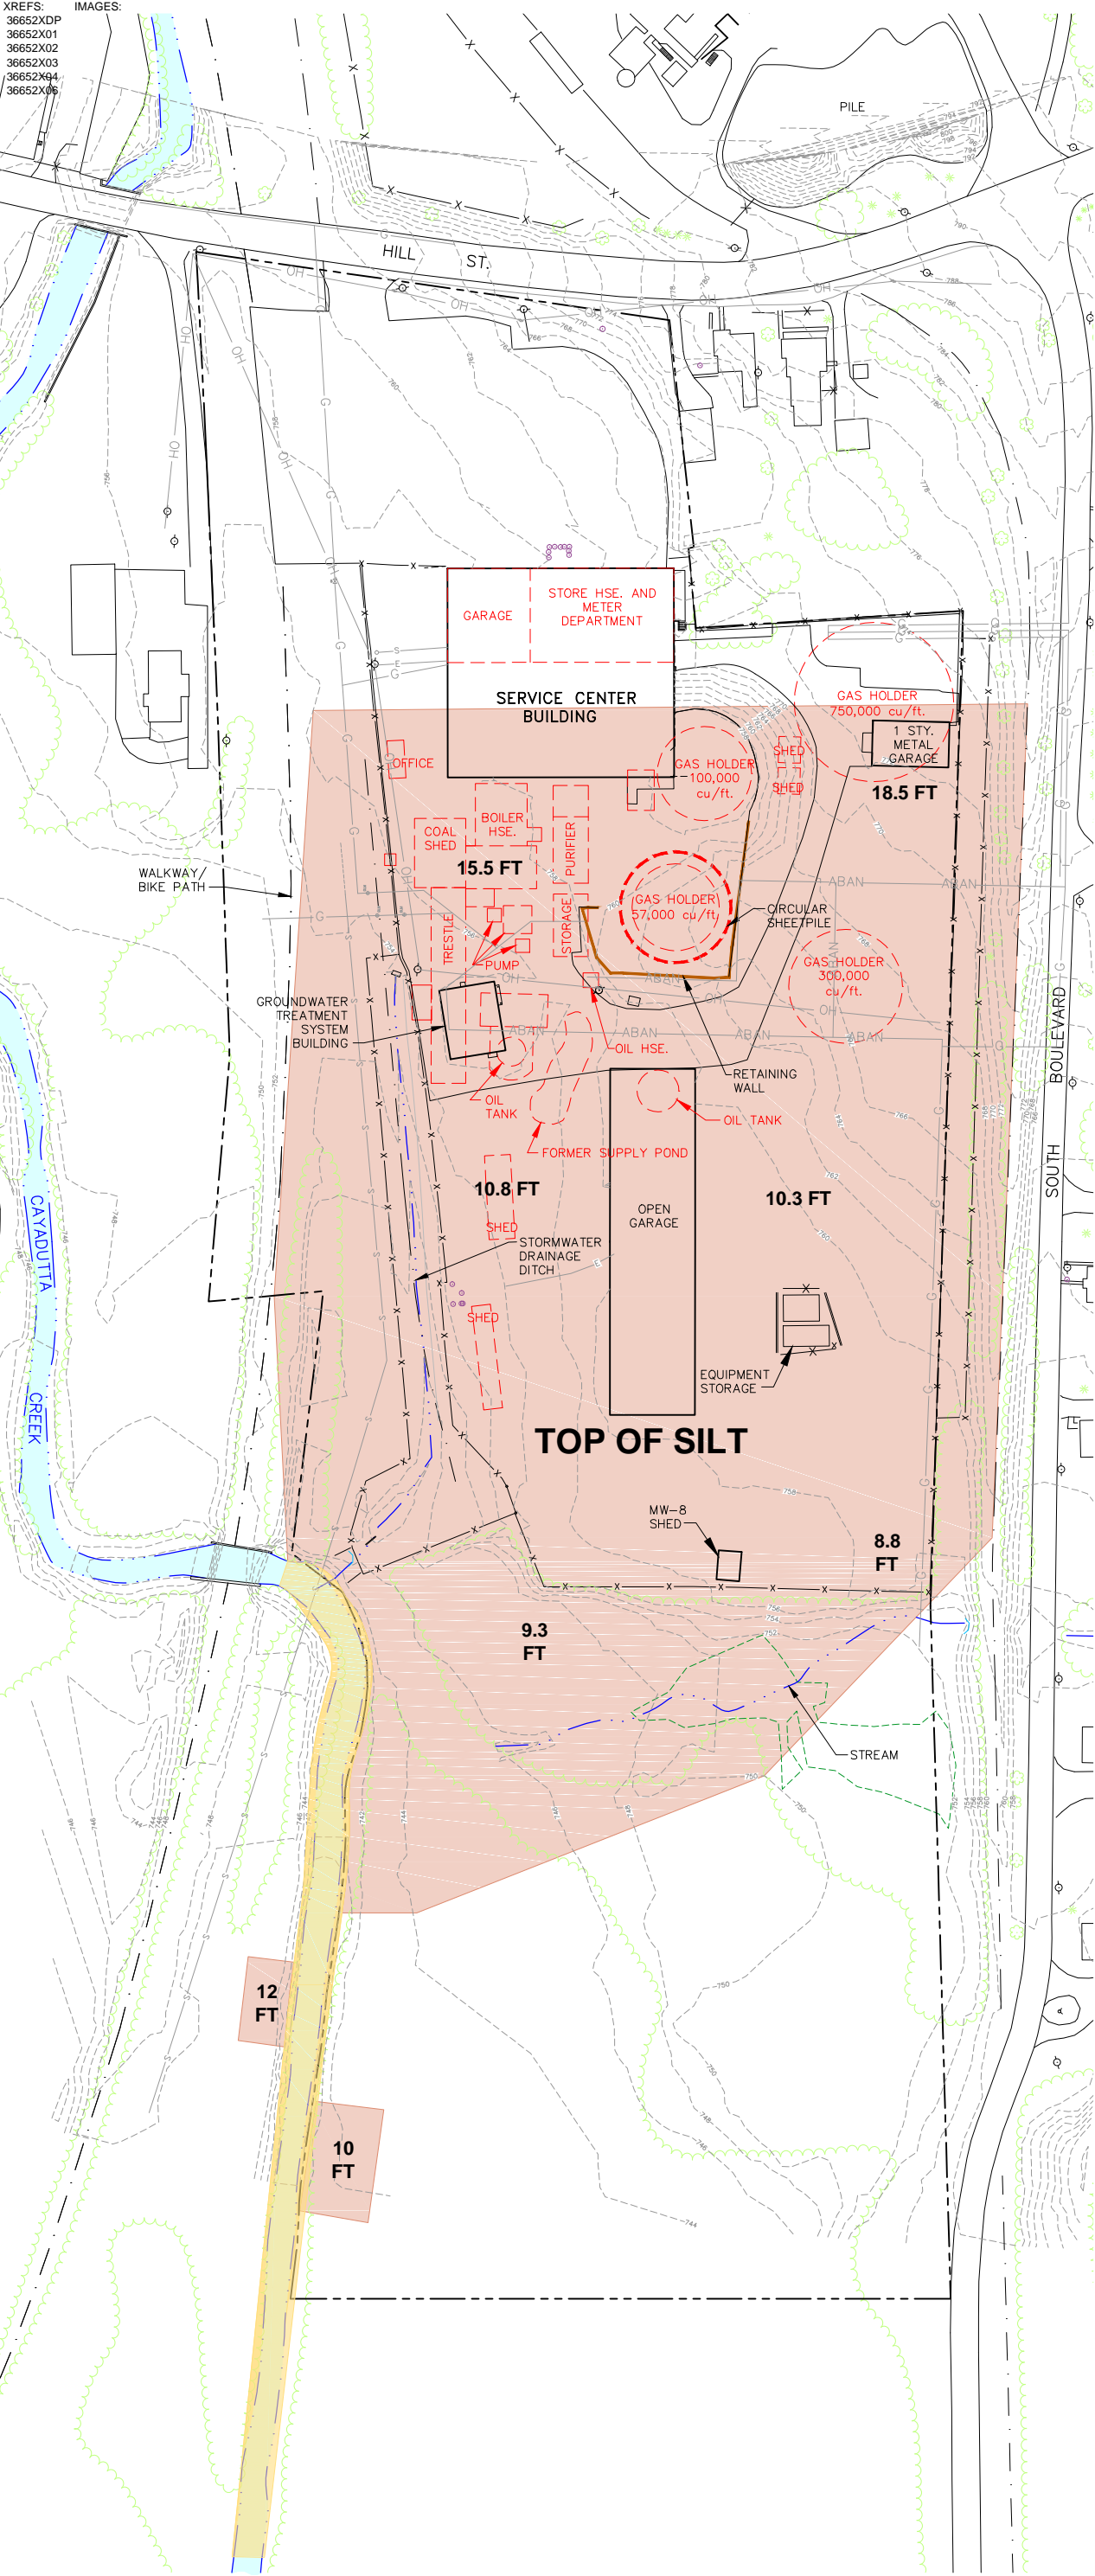 XREFS: IMAGES:
36652XDP
36652X01
36652X02
36652X03
36652X04
36652X06
PILE
HILL ST.
GARAGE
STORE HSE. AND
METER
DEPARTMENT
SERVICE CENTER
BUILDING
GAS HOLDER
750,000 cu/ft.
1 STY.
METAL
GARAGE
18.5 FT
OFFICE
GAS HOLDER
100,000
cu/ft.
SHED
SHED
BOILER
HSE.
COAL
SHED
PURIFIER
15.5 FT
WALKWAY/
BIKE PATH
GAS HOLDER
57,000 cu/ft.
CIRCULAR
SHEETPILE
TRESTLE
STORAGE
PUMP
GAS HOLDER
300,000
cu/ft.
GROUNDWATER
TREATMENT
SYSTEM
BUILDING
OIL HSE.
RETAINING
WALL
OIL
TANK
OIL TANK
FORMER SUPPLY POND
SOUTH BOULEVARD
10.8 FT
10.3 FT
SHED
OPEN
GARAGE
STORMWATER
DRAINAGE
DITCH
CAYADUTTA
CREEK
SHED
EQUIPMENT
STORAGE
TOP OF SILT
MW-8
SHED
8.8
FT
9.3
FT
STREAM
12
FT
10
FT